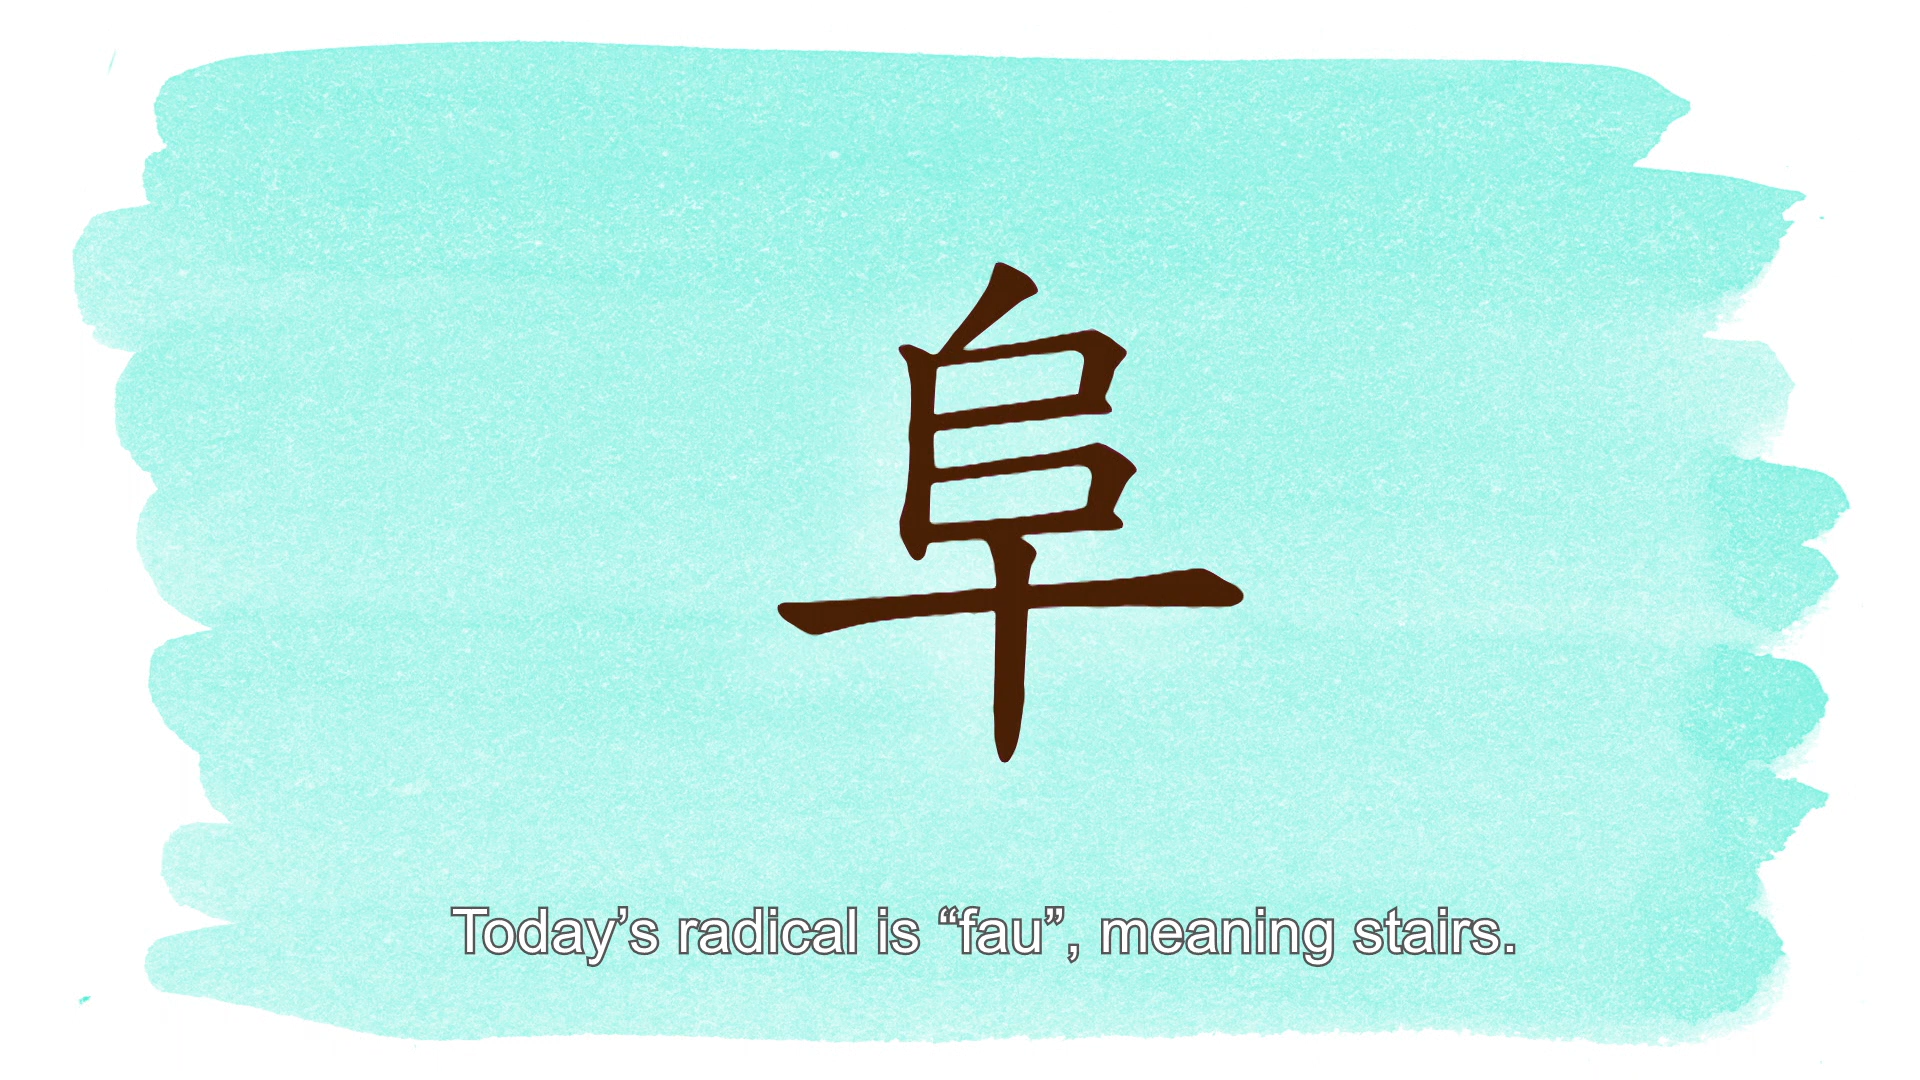 阜
Today’s radical is “fau”, meaning stairs.